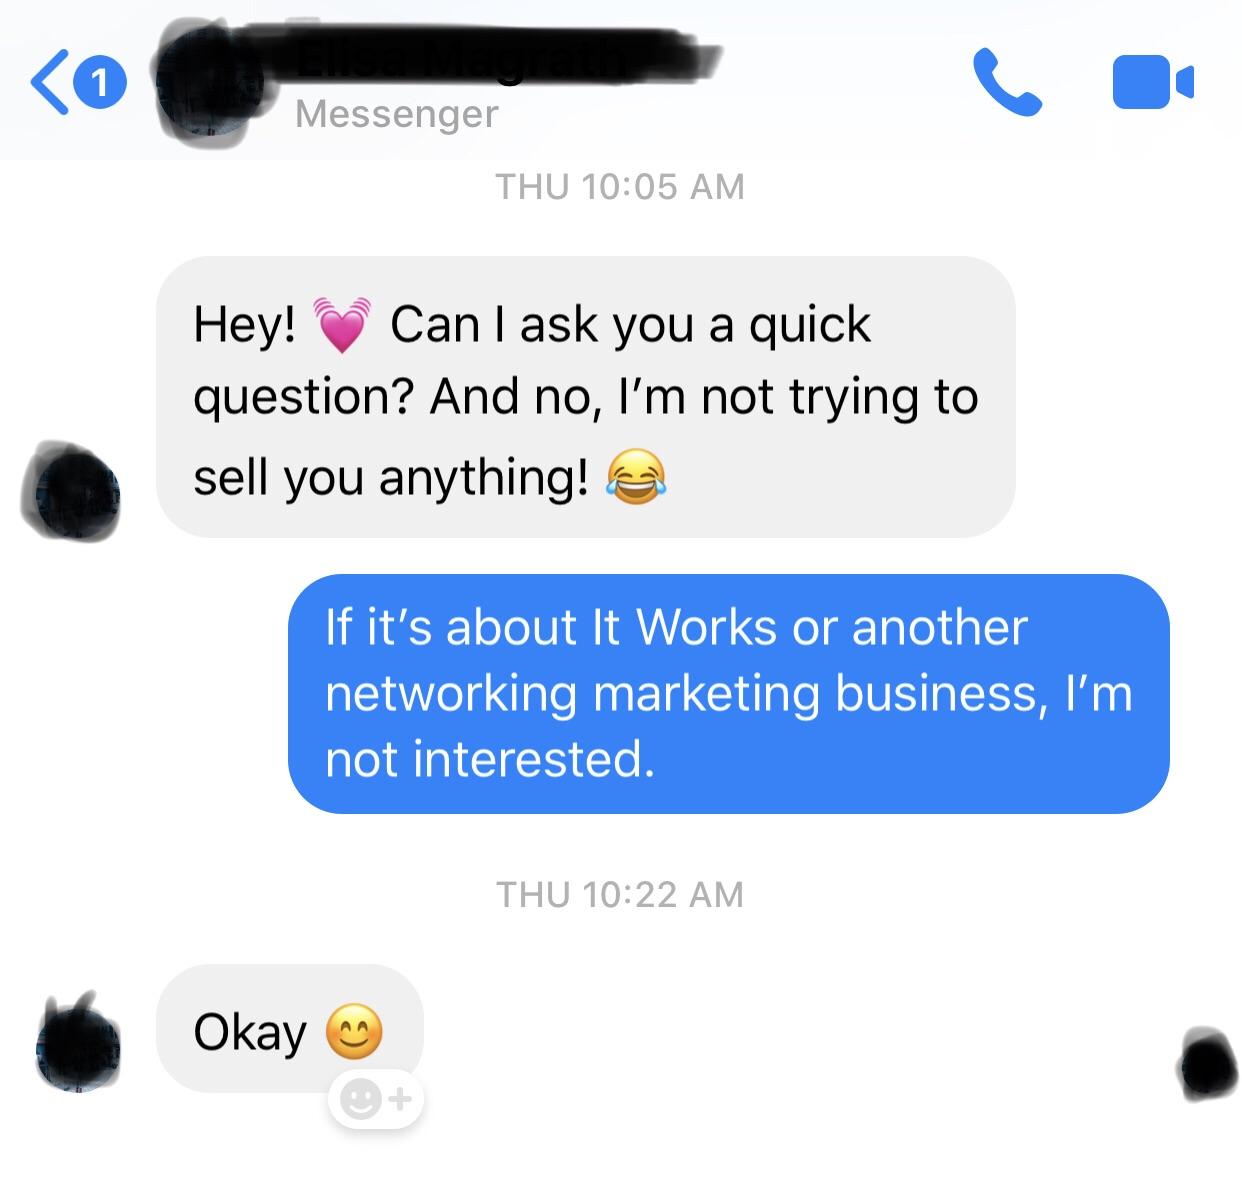 1
Messenger
THU 10:05 AM
Hey! 💓 Can I ask you a quick
question? And no, I’m not trying to
sell you anything! 😂
If it’s about It Works or another
networking marketing business, I’m
not interested.
THU 10:22 AM
Okay 😊